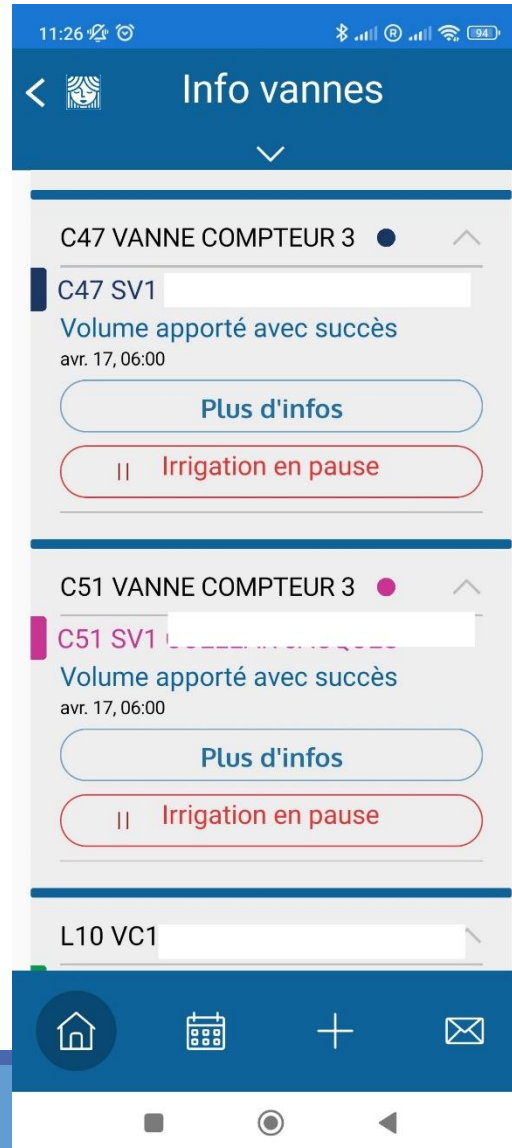 11:26
94
Info vannes
C47 VANNE COMPTEUR 3
C47 SV1
Volume apporté avec succès
avr. 17, 06:00
Plus d'infos
Irrigation en pause
C51 VANNE COMPTEUR 3
C51 SV1
Volume apporté avec succès
avr. 17, 06:00
Plus d'infos
Irrigation en pause
L10 VC1